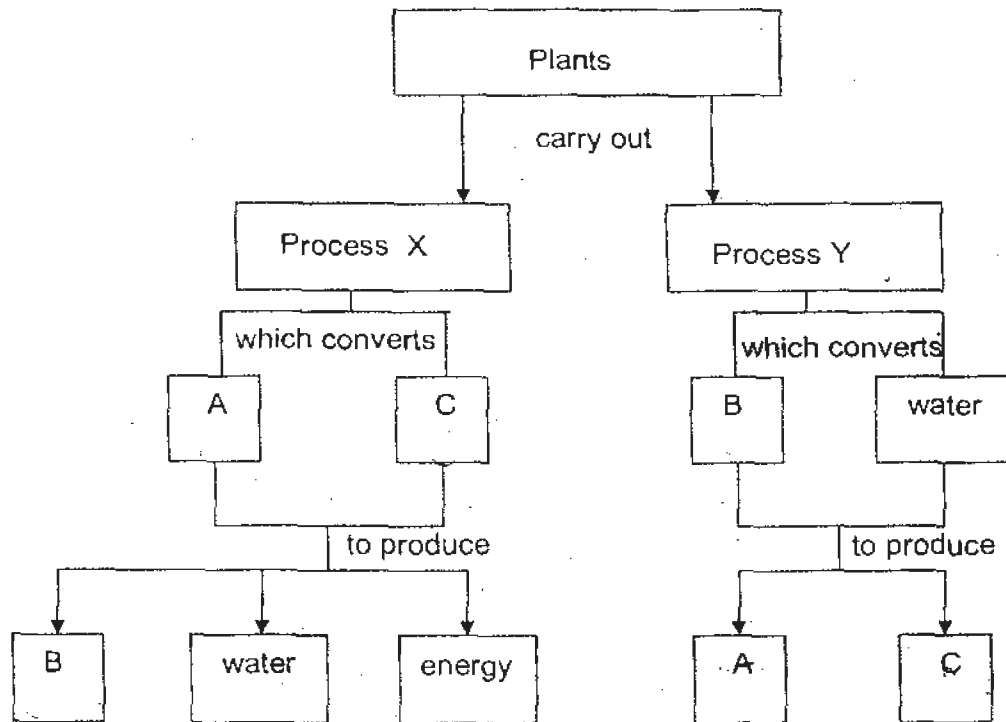 Plants
carry out
Process X
Process Y
which converts
which converts
A
C
B
water
to produce
to produce
B
water
energy
A
C